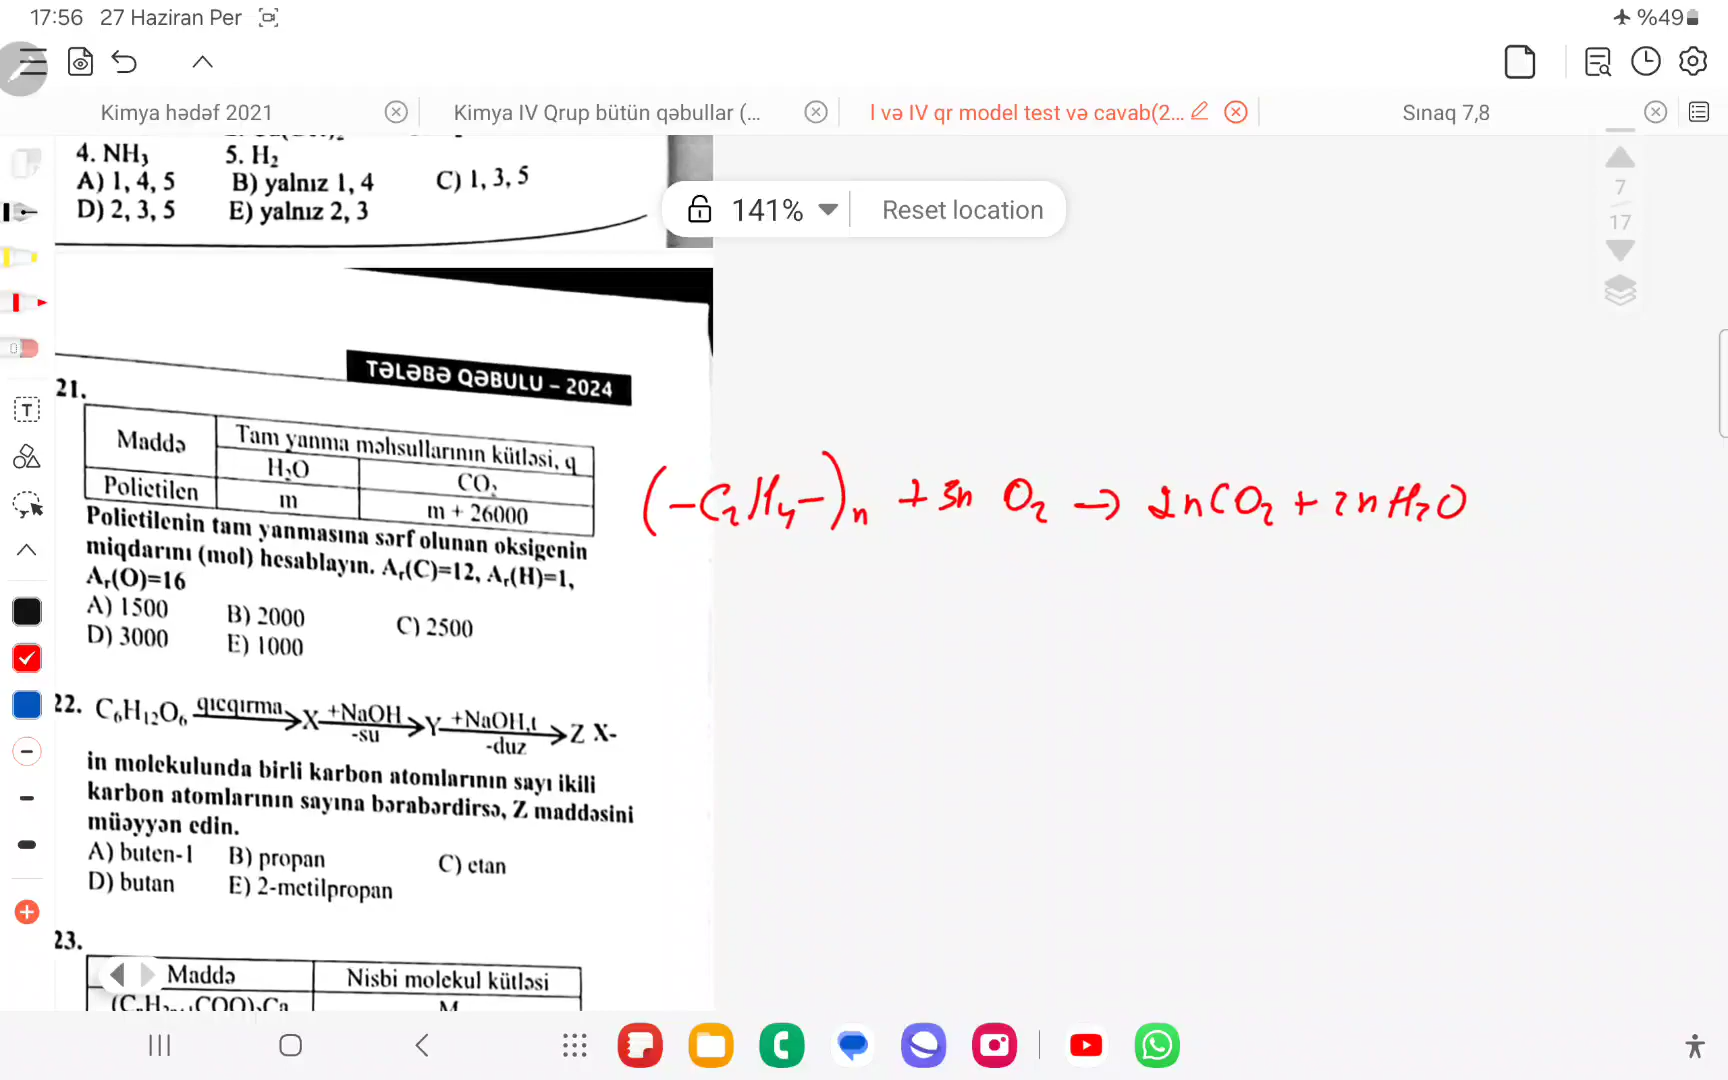 17:56 27 Haziran Per %49
Kimya hədəf 2021 Kimya IV Qrup bütün qəbullar (... I və IV qr model test və cavab(2... Sınaq 7,8
4. NH₃ 5. H₂
A) 1, 4, 5 B) yalnız 1, 4 C) 1, 3, 5
D) 2, 3, 5 E) yalnız 2, 3
141% Reset location
7
17
TƏLƏBƏ QƏBULU – 2024
21.
Maddə Tam yanma məhsullarının kütləsi, q
H₂O CO₂
Polietilen m m + 26000
Polietilenin tam yanmasına sərf olunan oksigenin
miqdarını (mol) hesablayın. Aᵣ(C)=12, Aᵣ(H)=1,
Aᵣ(O)=16
A) 1500 B) 2000 C) 2500
D) 3000 E) 1000
(-C₂H₄-)n + 3n O₂ → 2nCO₂ + 2nH₂O
22. C₆H₁₂O₆ qıcqırma→ X +NaOH/-su→ Y +NaOH,t/-duz→ Z X-
in molekulunda birli karbon atomlarının sayı ikili
karbon atomlarının sayına bərabərdirsə, Z maddəsini
müəyyən edin.
A) buten-1 B) propan C) etan
D) butan E) 2-metilpropan
23.
Maddə Nisbi molekul kütləsi